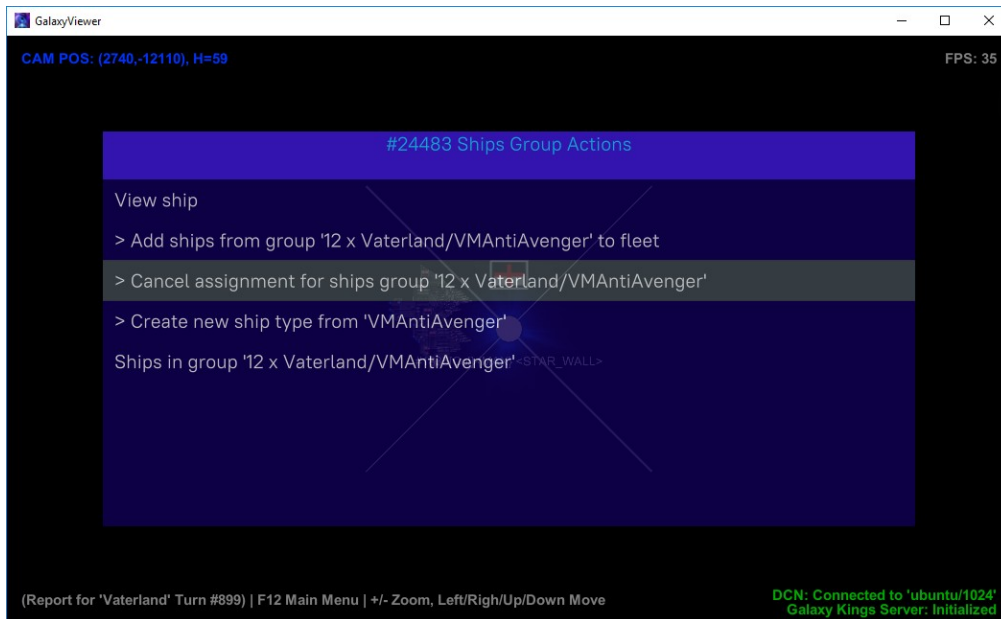 GalaxyViewer
CAM POS: (2740,-12110), H=59
FPS: 35
#24483 Ships Group Actions
View ship
> Add ships from group '12 x Vaterland/VMAntiAvenger' to fleet
> Cancel assignment for ships group '12 x Vaterland/VMAntiAvenger'
> Create new ship type from 'VMAntiAvenger'
Ships in group '12 x Vaterland/VMAntiAvenger'
<STAR_WALL>
(Report for 'Vaterland' Turn #899) | F12 Main Menu | +/- Zoom, Left/Righ/Up/Down Move
DCN: Connected to 'ubuntu/1024'
Galaxy Kings Server: Initialized